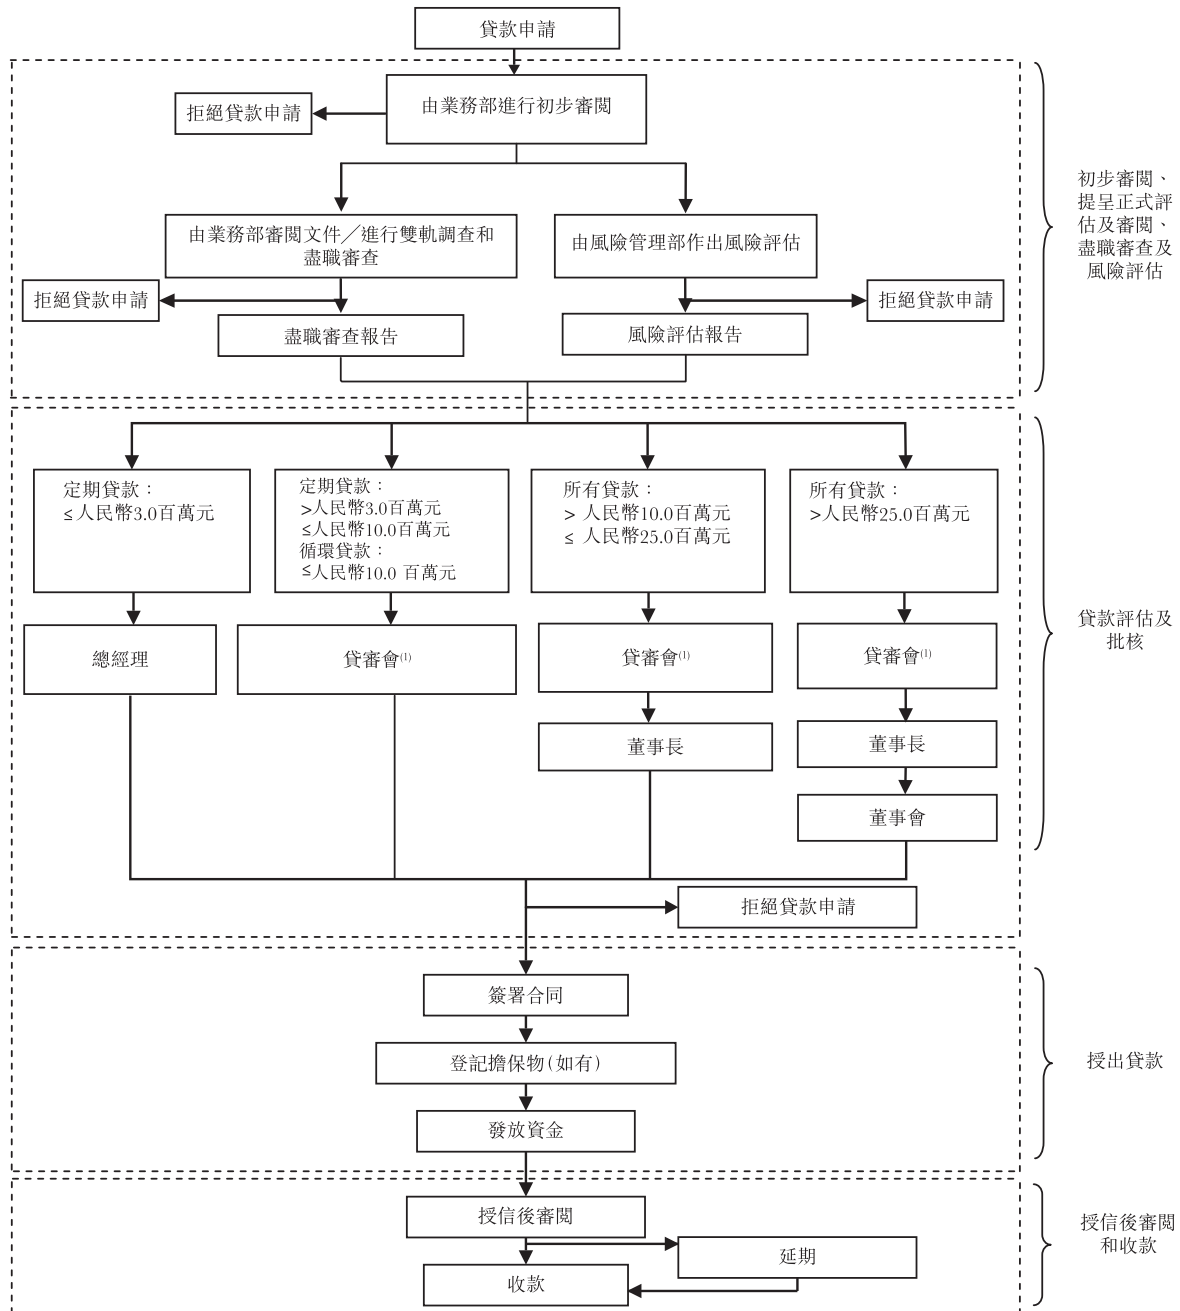 貸款申請
由業務部進行初步審閱
拒絕貸款申請
初步審閱、
提呈正式評
估及審閱、
盡職審查及
風險評估
由業務部審閱文件／進行雙軌調查和
盡職審查
由風險管理部作出風險評估
拒絕貸款申請
拒絕貸款申請
盡職審查報告
風險評估報告
定期貸款：
≤人民幣3.0百萬元
定期貸款：
>人民幣3.0百萬元
≤人民幣10.0百萬元
循環貸款：
≤人民幣10.0 百萬元
所有貸款：
> 人民幣10.0百萬元
≤ 人民幣25.0百萬元
所有貸款：
>人民幣25.0百萬元
總經理
貸審會(1)
貸審會(1)
貸審會(1)
貸款評估及
批核
董事長
董事長
董事會
拒絕貸款申請
簽署合同
登記擔保物(如有)
發放資金
授出貸款
授信後審閱
延期
收款
授信後審閱
和收款